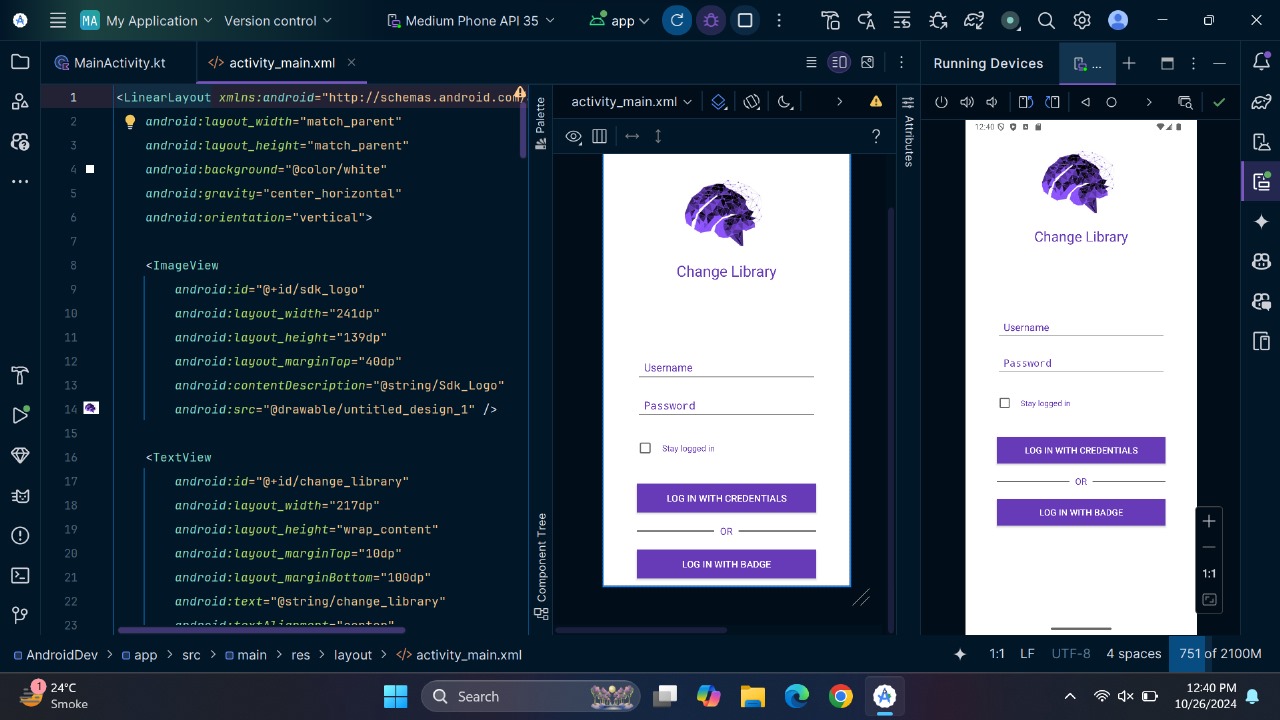 MA My Application Version control Medium Phone API 35 app
MainActivity.kt activity_main.xml Running Devices ...
1 <LinearLayout xmlns:android="http://schemas.android.com/
2 android:layout_width="match_parent"
3 android:layout_height="match_parent"
4 android:background="@color/white"
5 android:gravity="center_horizontal"
6 android:orientation="vertical">
7
8 <ImageView
9 android:id="@+id/sdk_logo"
10 android:layout_width="241dp"
11 android:layout_height="139dp"
12 android:layout_marginTop="40dp"
13 android:contentDescription="@string/Sdk_Logo"
14 android:src="@drawable/untitled_design_1" />
15
16 <TextView
17 android:id="@+id/change_library"
18 android:layout_width="217dp"
19 android:layout_height="wrap_content"
20 android:layout_marginTop="10dp"
21 android:layout_marginBottom="100dp"
22 android:text="@string/change_library"
23 android:textAlignment="center"
Palette
Component Tree
activity_main.xml
?
Change Library
Username
Password
Stay logged in
LOG IN WITH CREDENTIALS
OR
LOG IN WITH BADGE
Attributes
12:40
Change Library
Username
Password
Stay logged in
LOG IN WITH CREDENTIALS
OR
LOG IN WITH BADGE
1:1
AndroidDev > app > src > main > res > layout > activity_main.xml
1:1 LF UTF-8 4 spaces 751 of 2100M
1
24°C
Smoke
Search
12:40 PM
10/26/2024